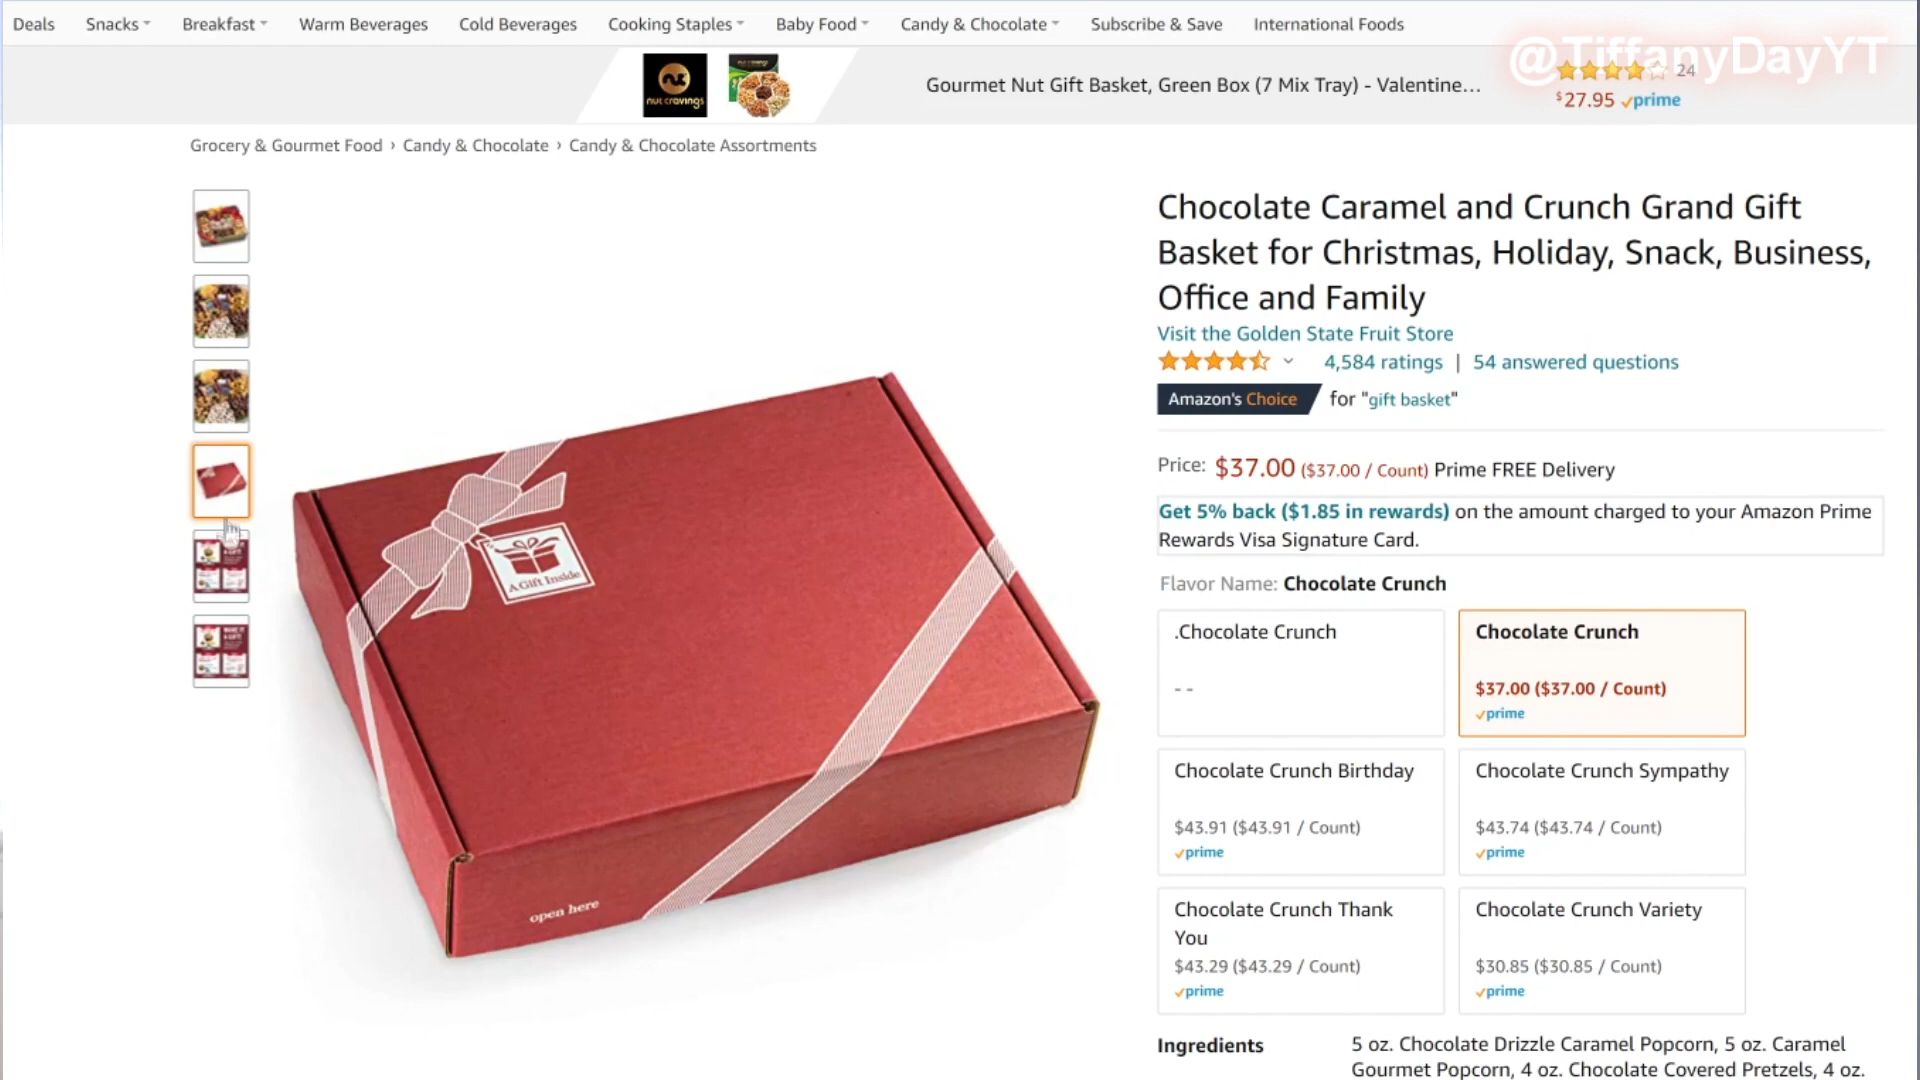 Deals Snacks Breakfast Warm Beverages Cold Beverages Cooking Staples Baby Food Candy & Chocolate Subscribe & Save International Foods
@TiffanyDayYT
nut cravings
Gourmet Nut Gift Basket, Green Box (7 Mix Tray) - Valentine...
24
$27.95 prime
Grocery & Gourmet Food › Candy & Chocolate › Candy & Chocolate Assortments
Chocolate Caramel and Crunch Grand Gift
Basket for Christmas, Holiday, Snack, Business,
Office and Family
Visit the Golden State Fruit Store
4,584 ratings | 54 answered questions
Amazon's Choice for "gift basket"
Price: $37.00 ($37.00 / Count) Prime FREE Delivery
Get 5% back ($1.85 in rewards) on the amount charged to your Amazon Prime
Rewards Visa Signature Card.
Flavor Name: Chocolate Crunch
.Chocolate Crunch
- -
Chocolate Crunch
$37.00 ($37.00 / Count)
prime
Chocolate Crunch Birthday
$43.91 ($43.91 / Count)
prime
Chocolate Crunch Sympathy
$43.74 ($43.74 / Count)
prime
Chocolate Crunch Thank
You
$43.29 ($43.29 / Count)
prime
Chocolate Crunch Variety
$30.85 ($30.85 / Count)
prime
Ingredients 5 oz. Chocolate Drizzle Caramel Popcorn, 5 oz. Caramel
Gourmet Popcorn, 4 oz. Chocolate Covered Pretzels, 4 oz.
A Gift Inside
open here